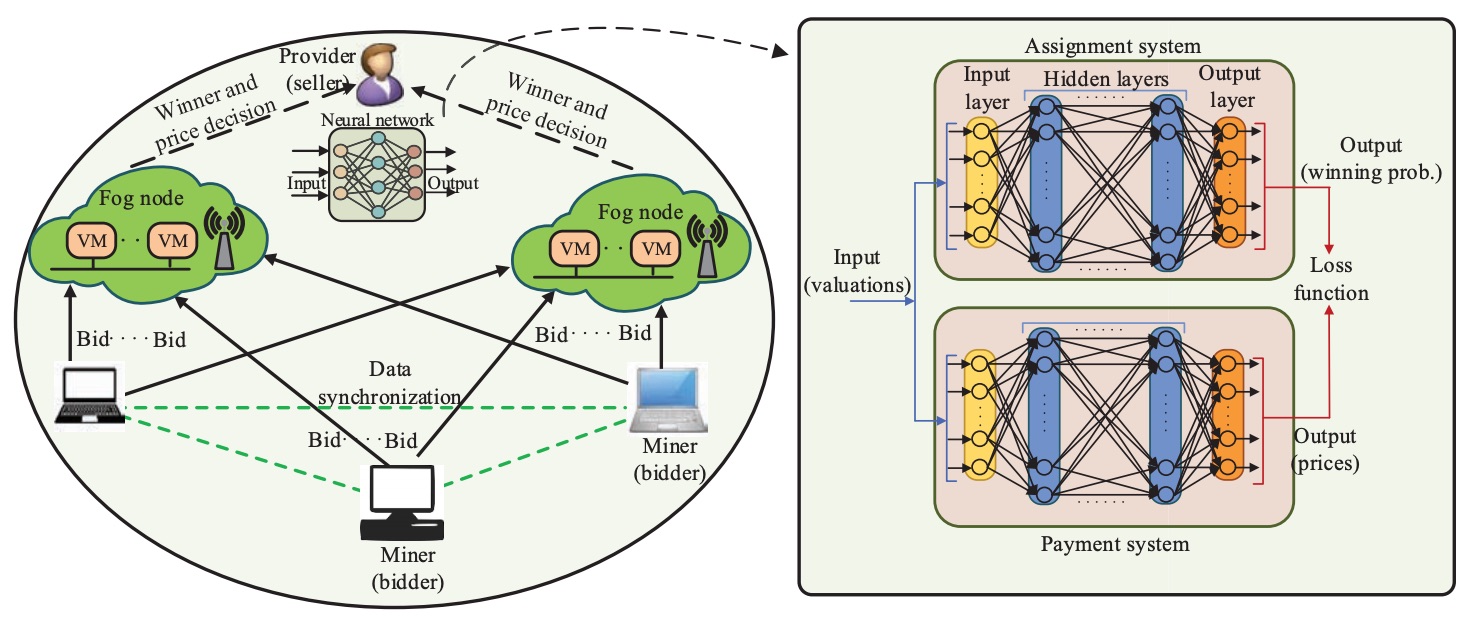 Provider
(seller)
Winner and
price decision
Winner and
price decision
Neural network
Input
Output
Fog node
VM · · VM
Fog node
VM · · VM
Bid · · · · Bid
Bid · · · · Bid
Data
synchronization
Bid · · · · Bid
Miner
(bidder)
Miner
(bidder)
Assignment system
Input
layer
Hidden layers
Output
layer
Output
(winning prob.)
Input
(valuations)
Loss
function
Output
(prices)
Payment system